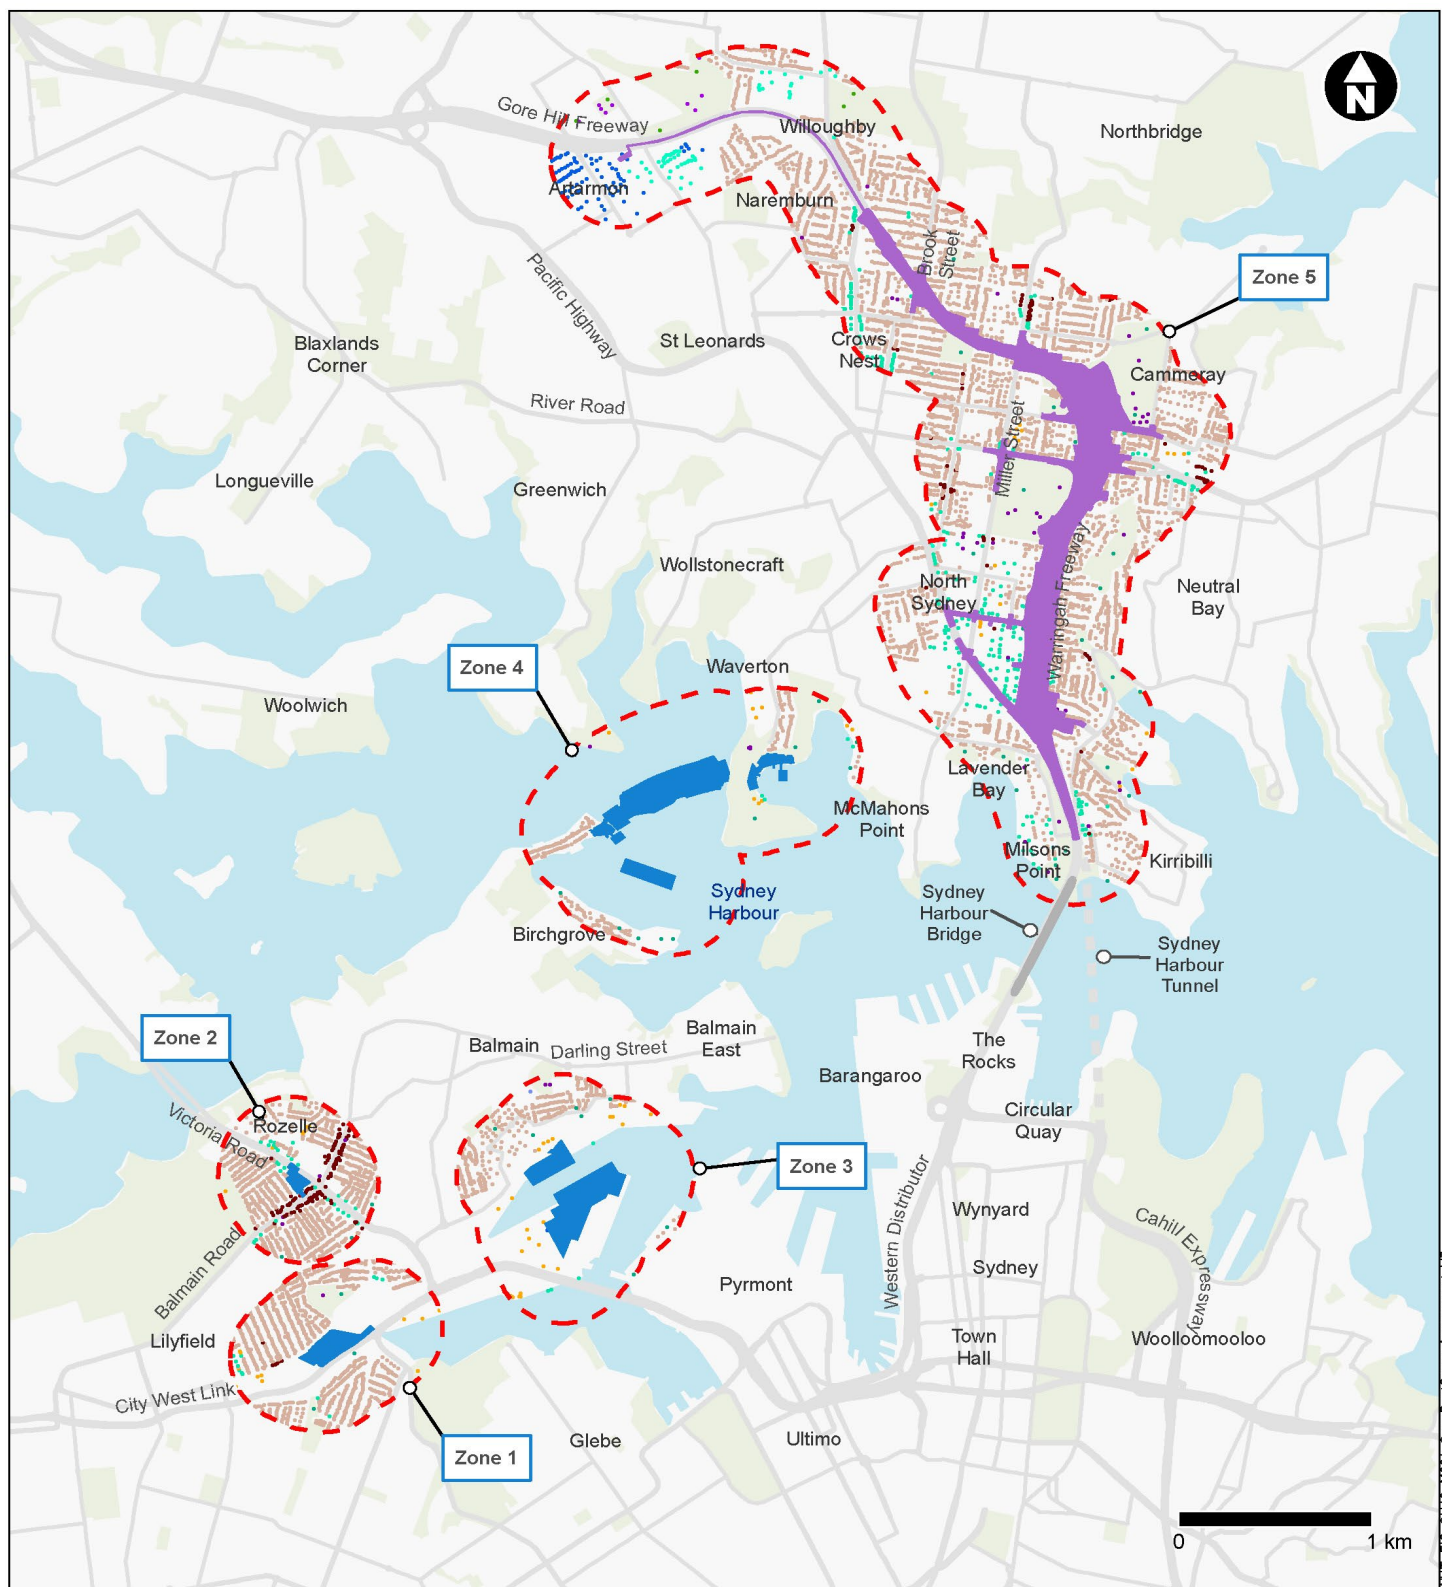 N
Gore Hill Freeway
Willoughby
Northbridge
Artarmon
Naremburn
Brook
Street
Zone 5
Pacific Highway
St Leonards
Crows
Nest
Blaxlands
Corner
Cammeray
River Road
Miller Street
Longueville
Greenwich
Wollstonecraft
Warringah Freeway
North
Sydney
Neutral
Bay
Zone 4
Waverton
Woolwich
Lavender
Bay
McMahons
Point
Milsons
Point
Kirribilli
Sydney
Harbour
Sydney
Harbour
Bridge
Birchgrove
Sydney
Harbour
Tunnel
Zone 2
Balmain
Darling Street
Balmain
East
The
Rocks
Barangaroo
Circular
Quay
Victoria Road
Rozelle
Zone 3
Western Distributor
Wynyard
Cahill Expressway
Balmain Road
Sydney
Pyrmont
Lilyfield
Town
Hall
Woolloomooloo
City West Link
Zone 1
Glebe
Ultimo
0
1 km